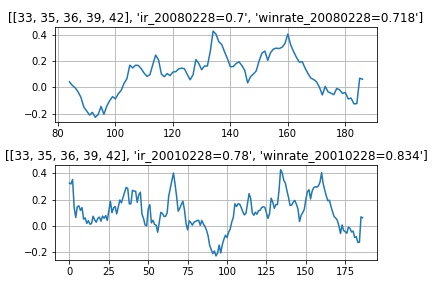 [[33, 35, 36, 39, 42], 'ir_20080228=0.7', 'winrate_20080228=0.718']
0.4
0.2
0.0
−0.2
80 100 120 140 160 180
[[33, 35, 36, 39, 42], 'ir_20010228=0.78', 'winrate_20010228=0.834']
0.4
0.2
0.0
−0.2
0 25 50 75 100 125 150 175